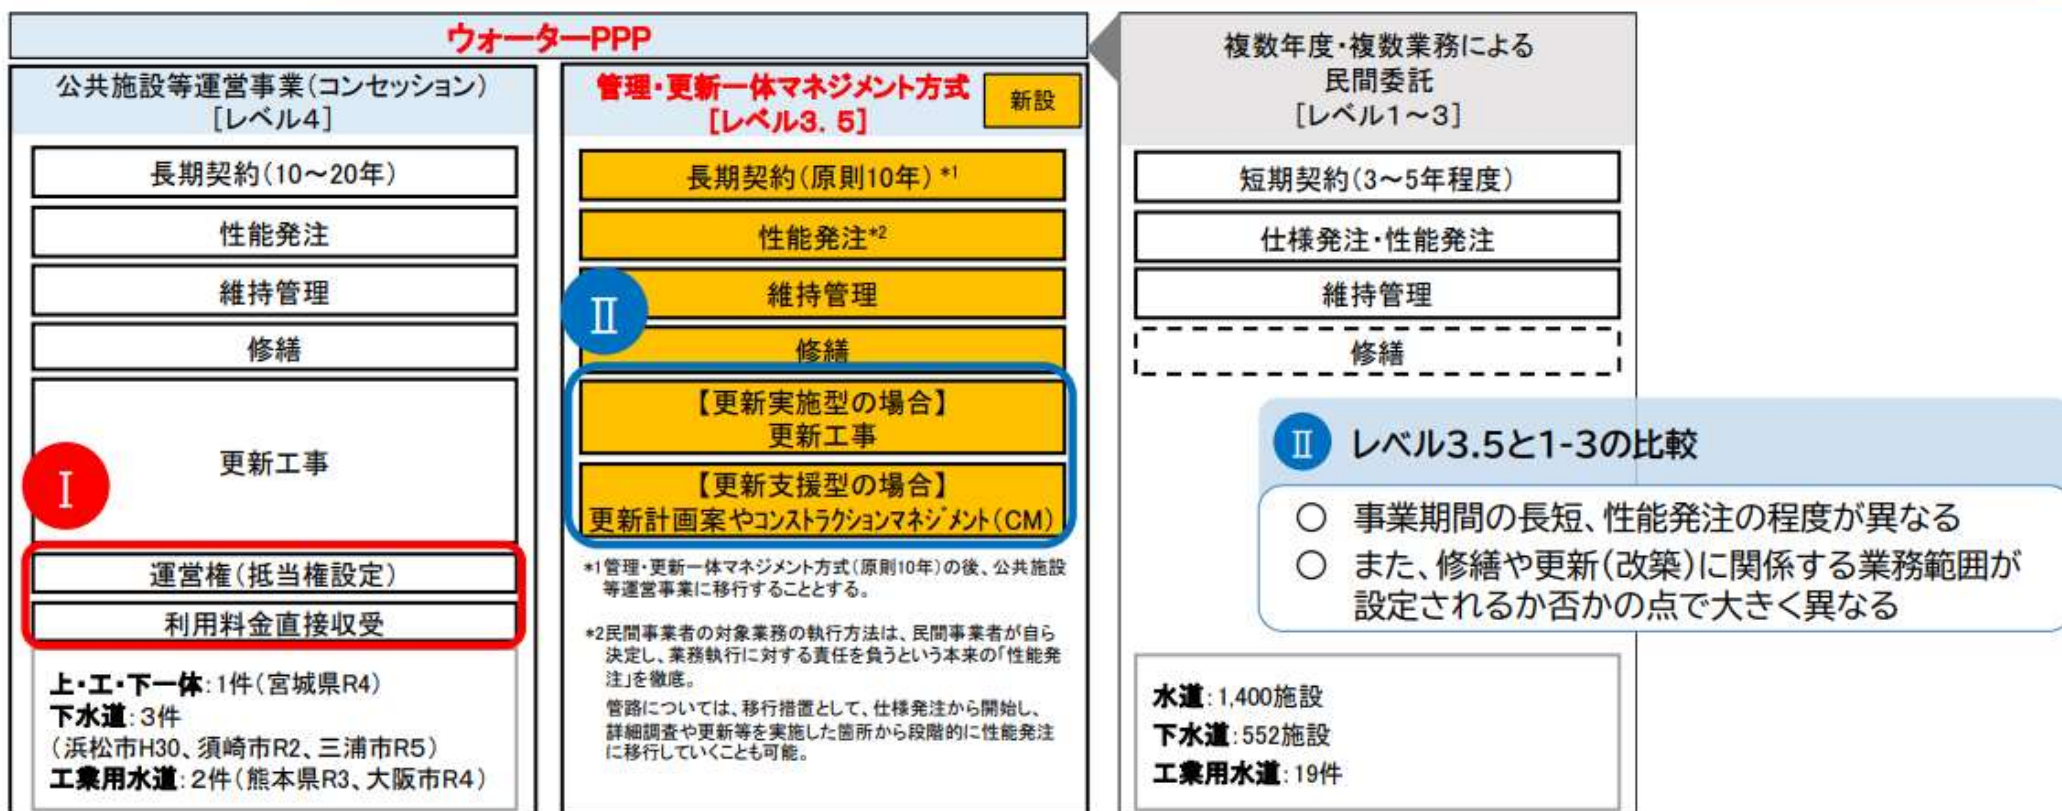 ウォーターPPP
公共施設等運営事業(コンセッション)
[レベル4]
長期契約(10～20年)
性能発注
維持管理
修繕
更新工事
Ⅰ
運営権(抵当権設定)
利用料金直接収受
上・工・下一体:1件(宮城県R4)
下水道:3件
(浜松市H30、須崎市R2、三浦市R5)
工業用水道:2件(熊本県R3、大阪市R4)
管理・更新一体マネジメント方式
[レベル3.5]
新設
長期契約(原則10年)*1
性能発注*2
維持管理
Ⅱ
修繕
【更新実施型の場合】
更新工事
【更新支援型の場合】
更新計画案やコンストラクションマネジメント(CM)
*1管理・更新一体マネジメント方式(原則10年)の後、公共施設
等運営事業に移行することとする。
*2民間事業者の対象業務の執行方法は、民間事業者が自ら
決定し、業務執行に対する責任を負うという本来の「性能発
注」を徹底。
管路については、移行措置として、仕様発注から開始し、
詳細調査や更新等を実施した箇所から段階的に性能発注
に移行していくことも可能。
複数年度・複数業務による
民間委託
[レベル1～3]
短期契約(3～5年程度)
仕様発注・性能発注
維持管理
修繕
Ⅱ レベル3.5と1-3の比較
○ 事業期間の長短、性能発注の程度が異なる
○ また、修繕や更新(改築)に関係する業務範囲が
設定されるか否かの点で大きく異なる
水道:1,400施設
下水道:552施設
工業用水道:19件